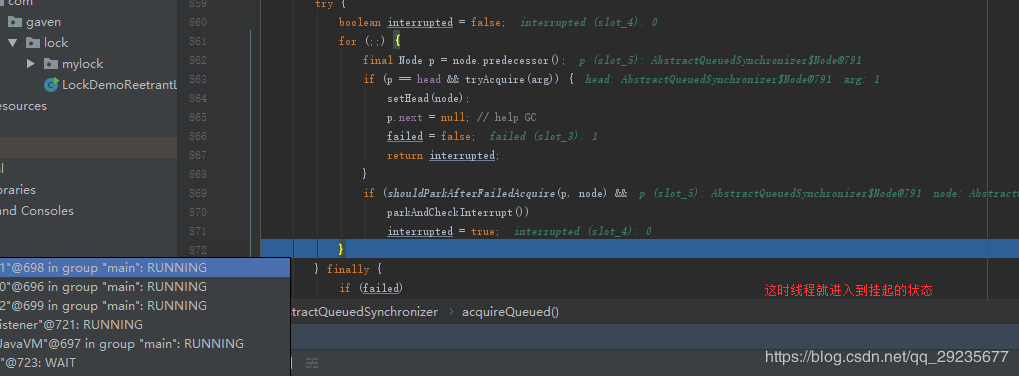 com
gaven
lock
mylock
LockDemoReetrantL
esources
l
braries
and Consoles
859 try {
860 boolean interrupted = false; interrupted (slot_4): 0
861 for (;;) {
862 final Node p = node.predecessor(); p (slot_5): AbstractQueuedSynchronizer$Node@791
863 if (p == head && tryAcquire(arg)) { head: AbstractQueuedSynchronizer$Node@791 arg: 1
864 setHead(node);
865 p.next = null; // help GC
866 failed = false; failed (slot_3): 1
867 return interrupted;
868 }
869 if (shouldParkAfterFailedAcquire(p, node) && p (slot_5): AbstractQueuedSynchronizer$Node@791 node: Abstract
870 parkAndCheckInterrupt())
871 interrupted = true; interrupted (slot_4): 0
872 }
} finally {
if (failed)
这时线程就进入到挂起的状态
1"@698 in group "main": RUNNING
0"@696 in group "main": RUNNING
2"@699 in group "main": RUNNING
istener"@721: RUNNING
JavaVM"@697 in group "main": RUNNING
"@723: WAIT
stractQueuedSynchronizer › acquireQueued()
https://blog.csdn.net/qq_29235677